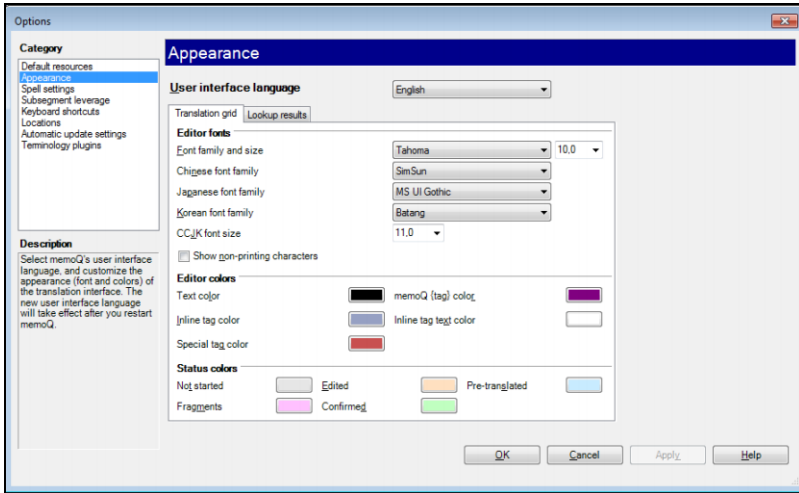 Options
Category
Default resources
Appearance
Spell settings
Subsegment leverage
Keyboard shortcuts
Locations
Automatic update settings
Terminology plugins
Description
Select memoQ's user interface
language, and customize the
appearance (font and colors) of
the translation interface. The
new user interface language
will take effect after you restart
memoQ.
Appearance
User interface language English
Translation grid Lookup results
Editor fonts
Font family and size Tahoma 10,0
Chinese font family SimSun
Japanese font family MS UI Gothic
Korean font family Batang
CCJK font size 11,0
Show non-printing characters
Editor colors
Text color memoQ {tag} color
Inline tag color Inline tag text color
Special tag color
Status colors
Not started Edited Pre-translated
Fragments Confirmed
OK Cancel Apply Help